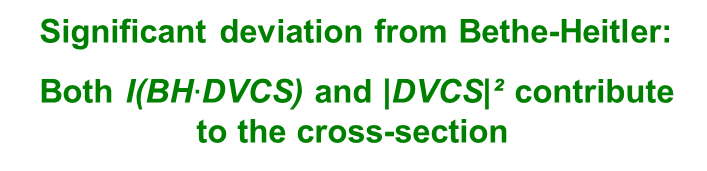 Significant deviation from Bethe-Heitler:
Both I(BH·DVCS) and |DVCS|² contribute
to the cross-section